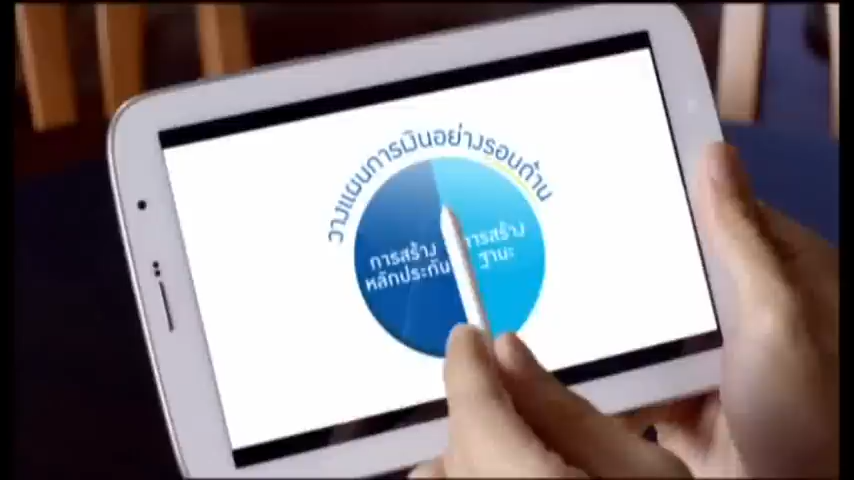 วางแผนการเงินอย่างรอบด้าน
การสร้าง
หลักประกัน
การสร้าง
ฐานะ